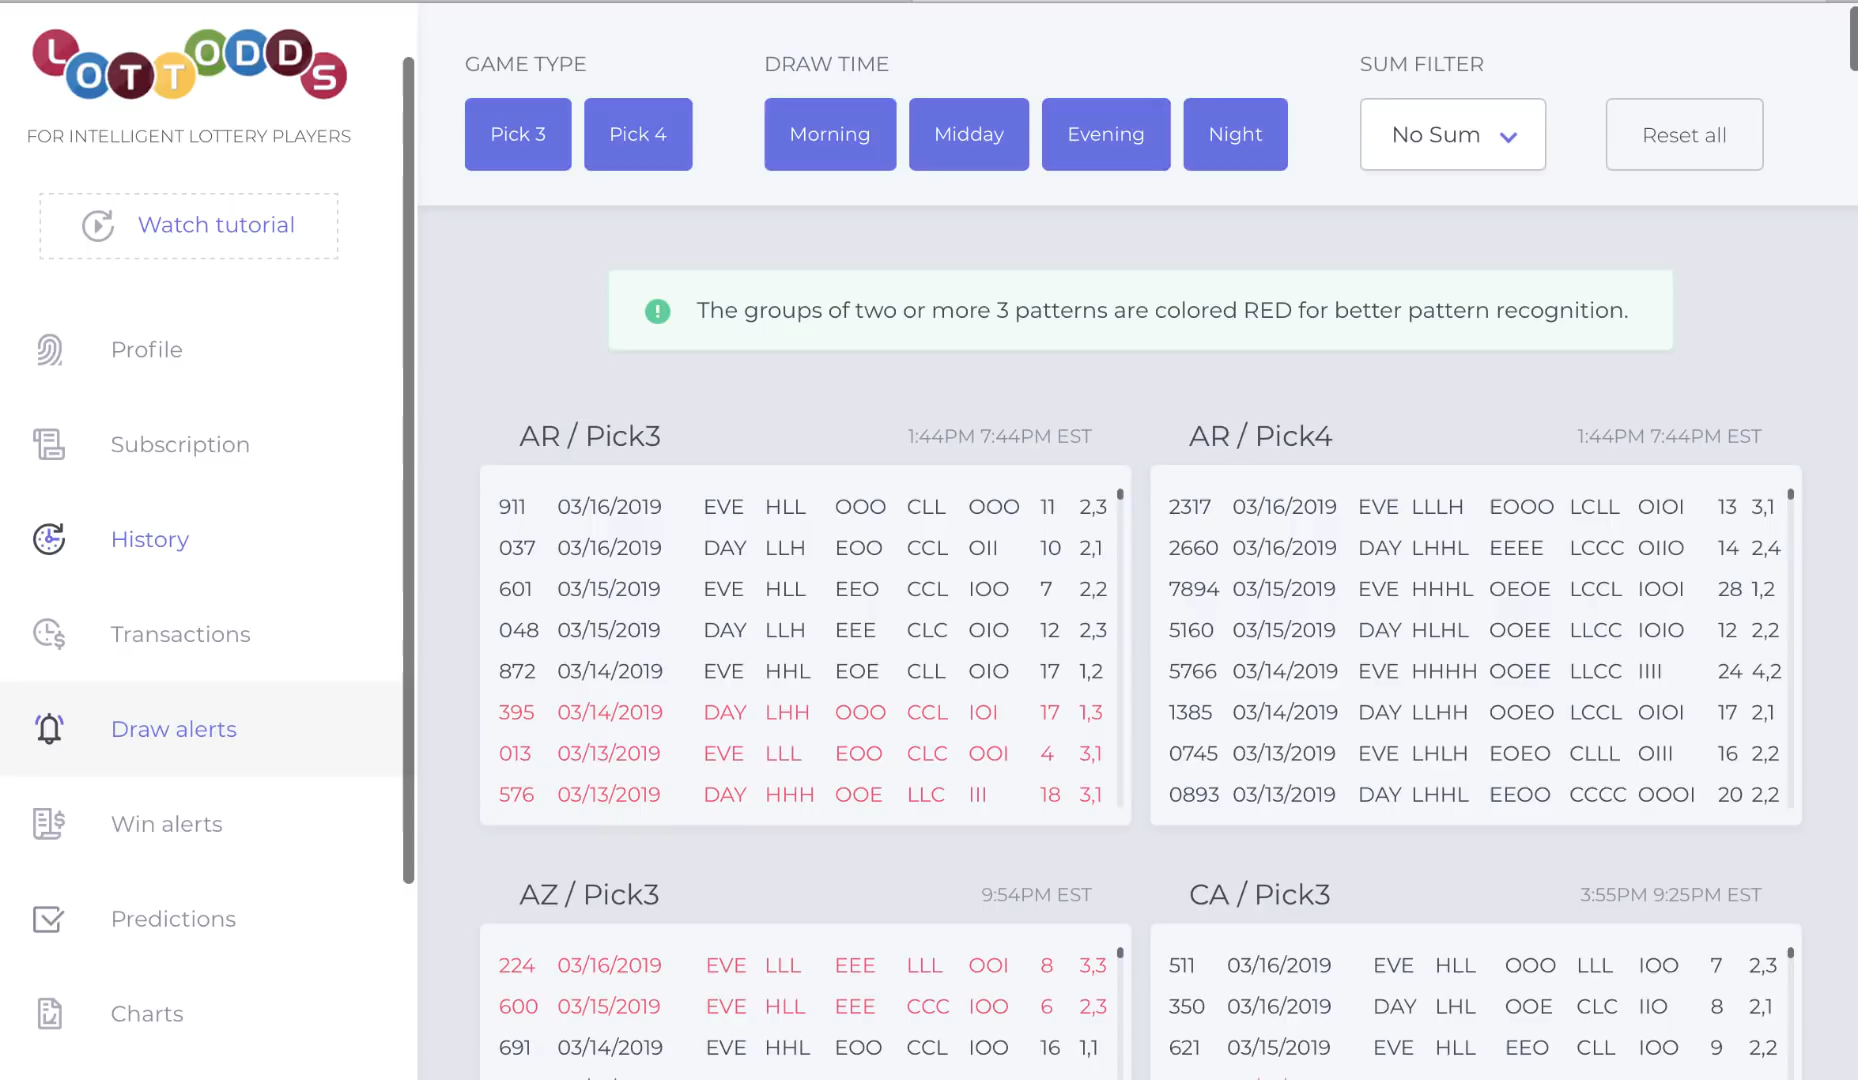 LOTTODDS
FOR INTELLIGENT LOTTERY PLAYERS
Watch tutorial
Profile
Subscription
History
Transactions
Draw alerts
Win alerts
Predictions
Charts
GAME TYPE DRAW TIME SUM FILTER
Pick 3 Pick 4 Morning Midday Evening Night No Sum Reset all
The groups of two or more 3 patterns are colored RED for better pattern recognition.
AR / Pick3 1:44PM 7:44PM EST
911 03/16/2019 EVE HLL OOO CLL OOO 11 2,3
037 03/16/2019 DAY LLH EOO CCL OII 10 2,1
601 03/15/2019 EVE HLL EEO CCL IOO 7 2,2
048 03/15/2019 DAY LLH EEE CLC OIO 12 2,3
872 03/14/2019 EVE HHL EOE CLL OIO 17 1,2
395 03/14/2019 DAY LHH OOO CCL IOI 17 1,3
013 03/13/2019 EVE LLL EOO CLC OOI 4 3,1
576 03/13/2019 DAY HHH OOE LLC III 18 3,1
AR / Pick4 1:44PM 7:44PM EST
2317 03/16/2019 EVE LLLH EOOO LCLL OIOI 13 3,1
2660 03/16/2019 DAY LHHL EEEE LCCC OIIO 14 2,4
7894 03/15/2019 EVE HHHL OEOE LCCL IOOI 28 1,2
5160 03/15/2019 DAY HLHL OOEE LLCC IOIO 12 2,2
5766 03/14/2019 EVE HHHH OOEE LLCC IIII 24 4,2
1385 03/14/2019 DAY LLHH OOEO LCCL OIOI 17 2,1
0745 03/13/2019 EVE LHLH EOEO CLLL OIII 16 2,2
0893 03/13/2019 DAY LHHL EEOO CCCC OOOI 20 2,2
AZ / Pick3 9:54PM EST
224 03/16/2019 EVE LLL EEE LLL OOI 8 3,3
600 03/15/2019 EVE HLL EEE CCC IOO 6 2,3
691 03/14/2019 EVE HHL EOO CCL IOO 16 1,1
CA / Pick3 3:55PM 9:25PM EST
511 03/16/2019 EVE HLL OOO LLL IOO 7 2,3
350 03/16/2019 DAY LHL OOE CLC IIO 8 2,1
621 03/15/2019 EVE HLL EEO CLL IOO 9 2,2